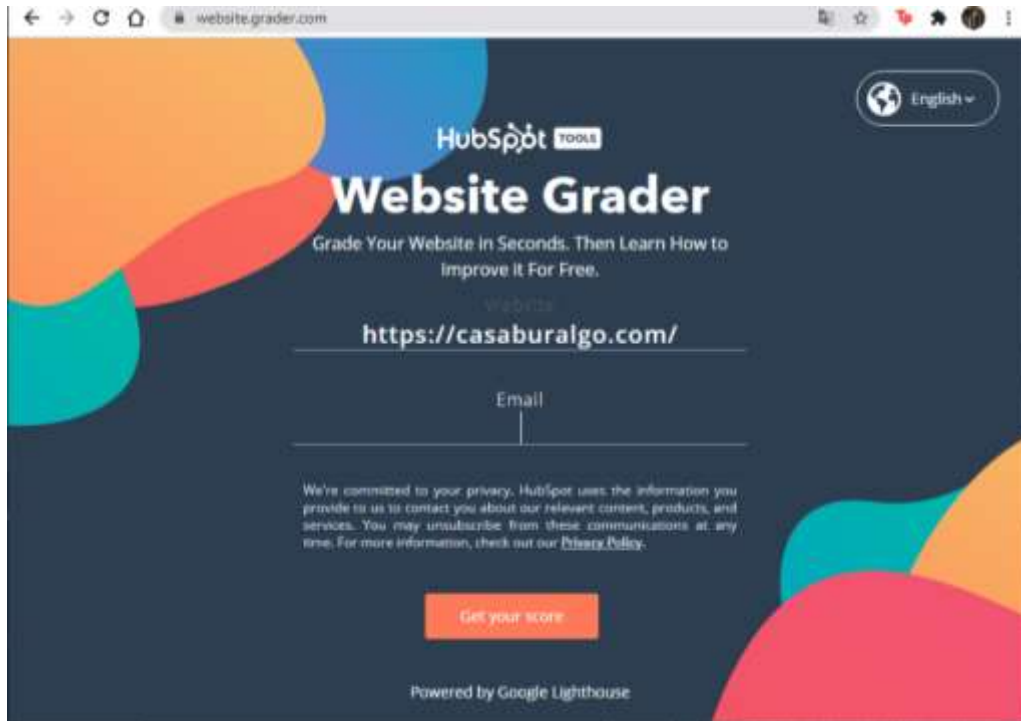 website.grader.com
English
HubSpot TOOLS
Website Grader
Grade Your Website in Seconds. Then Learn How to
Improve it For Free.
Website
https://casaburalgo.com/
Email
We're committed to your privacy. HubSpot uses the information you
provide to us to contact you about our relevant content, products, and
services. You may unsubscribe from these communications at any
time. For more information, check out our Privacy Policy.
Get your score
Powered by Google Lighthouse